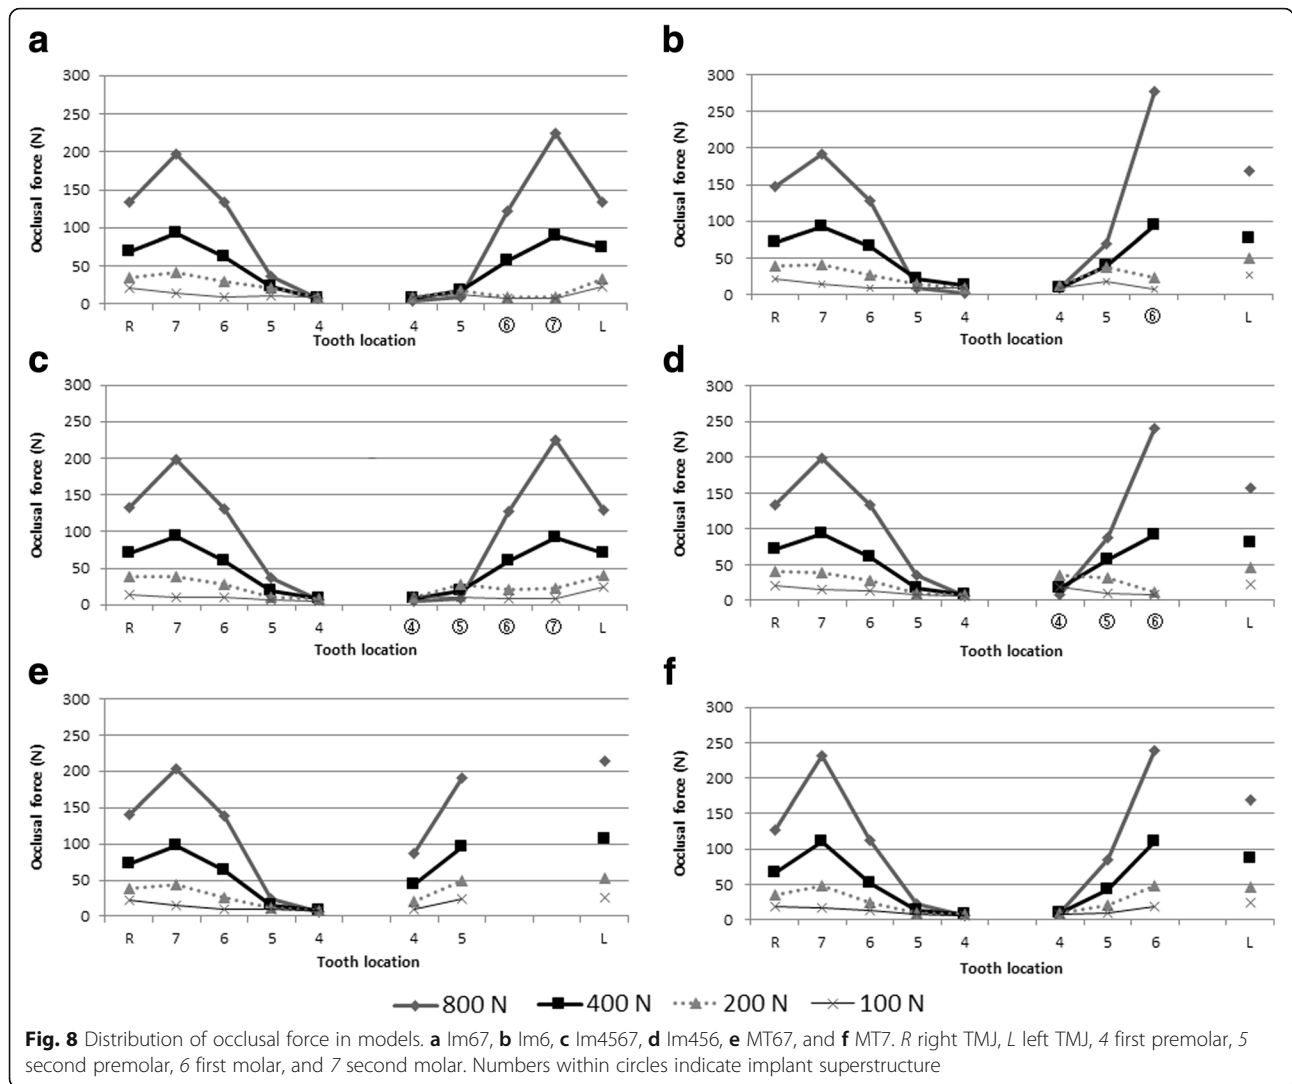 a
300
250
200
150
100
50
0
Occlusal force (N)
R 7 6 5 4 4 5 ⑥ ⑦ L
Tooth location
b
300
250
200
150
100
50
0
Occlusal force (N)
R 7 6 5 4 4 5 ⑥ L
Tooth location
c
300
250
200
150
100
50
0
Occlusal force (N)
R 7 6 5 4 ④ ⑤ ⑥ ⑦ L
Tooth location
d
300
250
200
150
100
50
0
Occlusal force (N)
R 7 6 5 4 ④ ⑤ ⑥ L
Tooth location
e
300
250
200
150
100
50
0
Occlusal force (N)
R 7 6 5 4 4 5 L
Tooth location
f
300
250
200
150
100
50
0
Occlusal force (N)
R 7 6 5 4 4 5 6 L
Tooth location
800 N 400 N 200 N 100 N
Fig. 8 Distribution of occlusal force in models. a Im67, b Im6, c Im4567, d Im456, e MT67, and f MT7. R right TMJ, L left TMJ, 4 first premolar, 5
second premolar, 6 first molar, and 7 second molar. Numbers within circles indicate implant superstructure